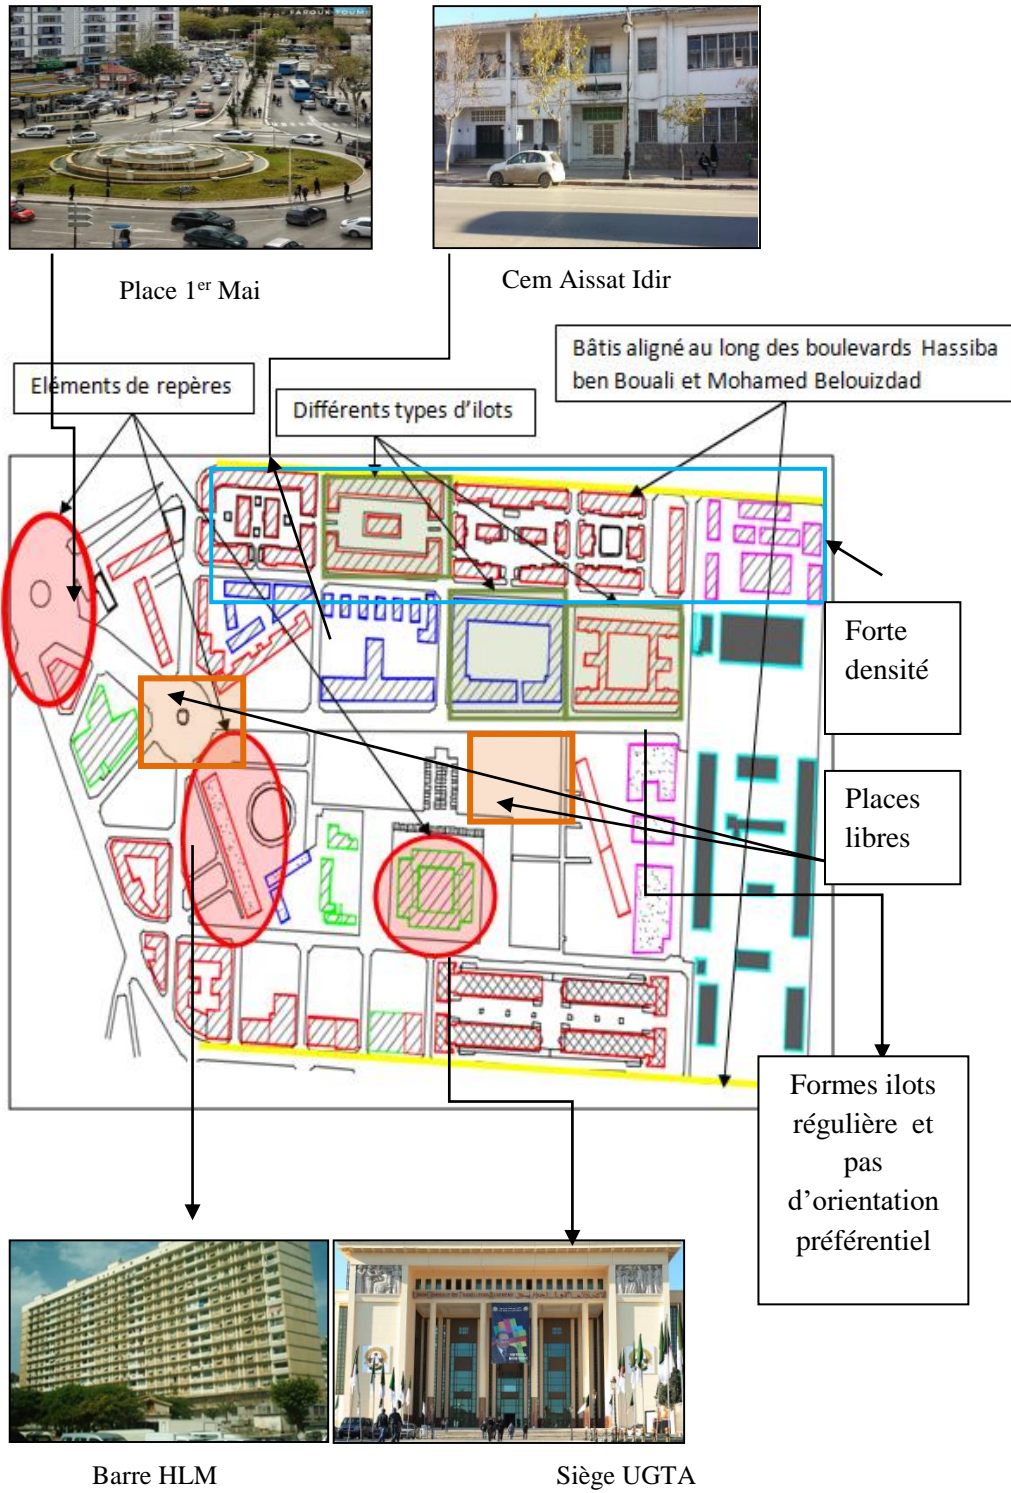 FAROUK TOUMI
Place 1er Mai
Cem Aissat Idir
Bâtis aligné au long des boulevards Hassiba
ben Bouali et Mohamed Belouizdad
Eléments de repères
Différents types d'ilots
Forte
densité
Places
libres
Formes ilots
régulière et
pas
d'orientation
préférentiel
Barre HLM
Siège UGTA